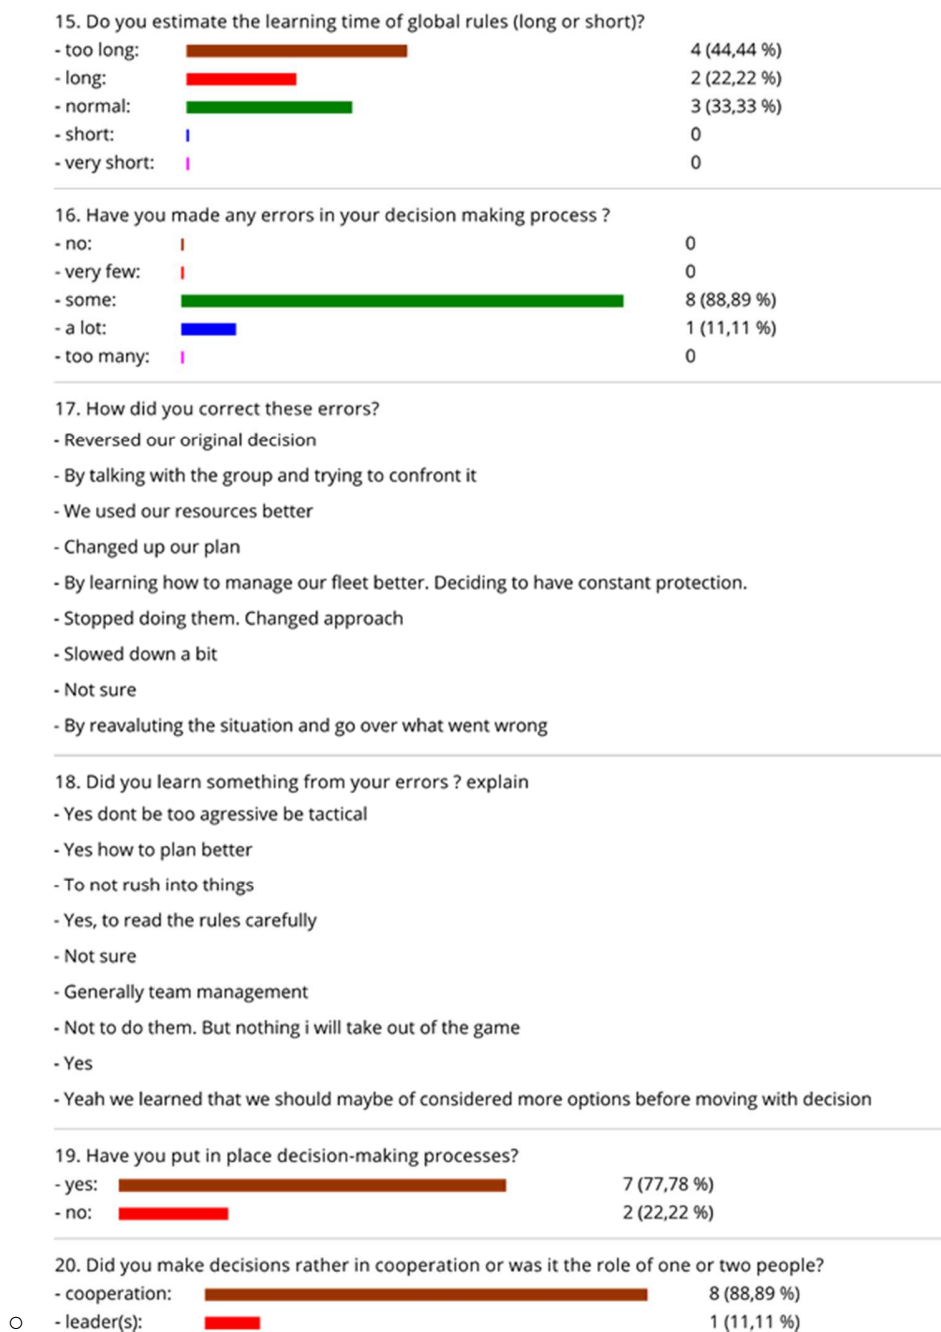 15. Do you estimate the learning time of global rules (long or short)?
- too long: 4 (44,44 %)
- long: 2 (22,22 %)
- normal: 3 (33,33 %)
- short: 0
- very short: 0
16. Have you made any errors in your decision making process ?
- no: 0
- very few: 0
- some: 8 (88,89 %)
- a lot: 1 (11,11 %)
- too many: 0
17. How did you correct these errors?
- Reversed our original decision
- By talking with the group and trying to confront it
- We used our resources better
- Changed up our plan
- By learning how to manage our fleet better. Deciding to have constant protection.
- Stopped doing them. Changed approach
- Slowed down a bit
- Not sure
- By reavaluting the situation and go over what went wrong
18. Did you learn something from your errors ? explain
- Yes dont be too agressive be tactical
- Yes how to plan better
- To not rush into things
- Yes, to read the rules carefully
- Not sure
- Generally team management
- Not to do them. But nothing i will take out of the game
- Yes
- Yeah we learned that we should maybe of considered more options before moving with decision
19. Have you put in place decision-making processes?
- yes: 7 (77,78 %)
- no: 2 (22,22 %)
20. Did you make decisions rather in cooperation or was it the role of one or two people?
- cooperation: 8 (88,89 %)
- leader(s): 1 (11,11 %)